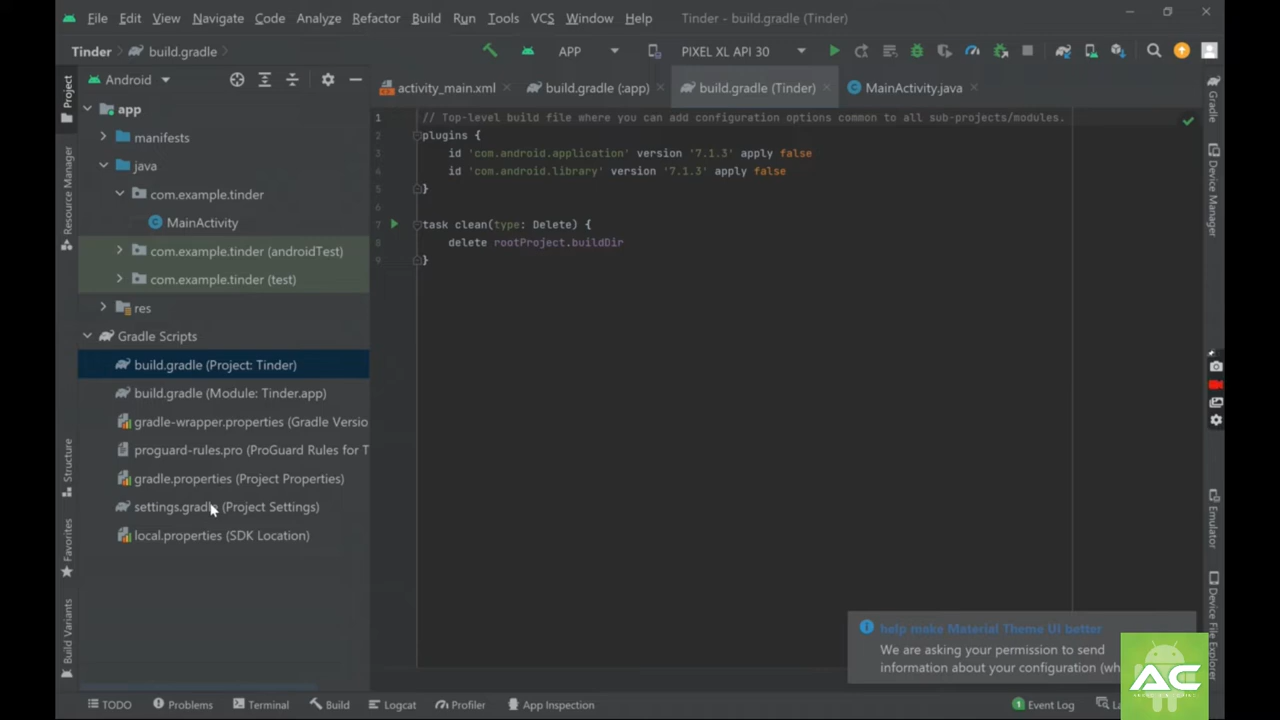 File Edit View Navigate Code Analyze Refactor Build Run Tools VCS Window Help Tinder - build.gradle (Tinder)
Tinder build.gradle APP PIXEL XL API 30
Android
activity_main.xml build.gradle (:app) build.gradle (Tinder) MainActivity.java
Project
Resource Manager
Structure
Favorites
Build Variants
app
manifests
java
com.example.tinder
MainActivity
com.example.tinder (androidTest)
com.example.tinder (test)
res
Gradle Scripts
build.gradle (Project: Tinder)
build.gradle (Module: Tinder.app)
gradle-wrapper.properties (Gradle Versio
proguard-rules.pro (ProGuard Rules for T
gradle.properties (Project Properties)
settings.gradle (Project Settings)
local.properties (SDK Location)
1 // Top-level build file where you can add configuration options common to all sub-projects/modules.
2 plugins {
3 id 'com.android.application' version '7.1.3' apply false
4 id 'com.android.library' version '7.1.3' apply false
5 }
6
7 task clean(type: Delete) {
8 delete rootProject.buildDir
9 }
Gradle
Device Manager
Emulator
Device File Explorer
help make Material Theme UI better
We are asking your permission to send
information about your configuration (wh
AC
TODO Problems Terminal Build Logcat Profiler App Inspection 1 Event Log La